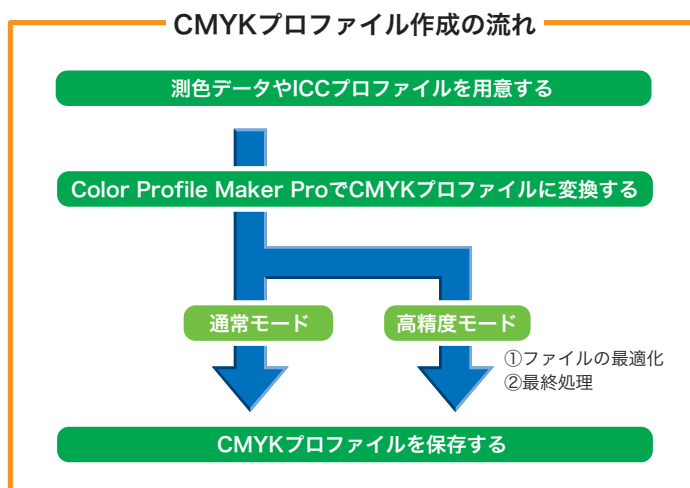 CMYKプロファイル作成の流れ
測色データやICCプロファイルを用意する
Color Profile Maker ProでCMYKプロファイルに変換する
通常モード
高精度モード
①ファイルの最適化
②最終処理
CMYKプロファイルを保存する